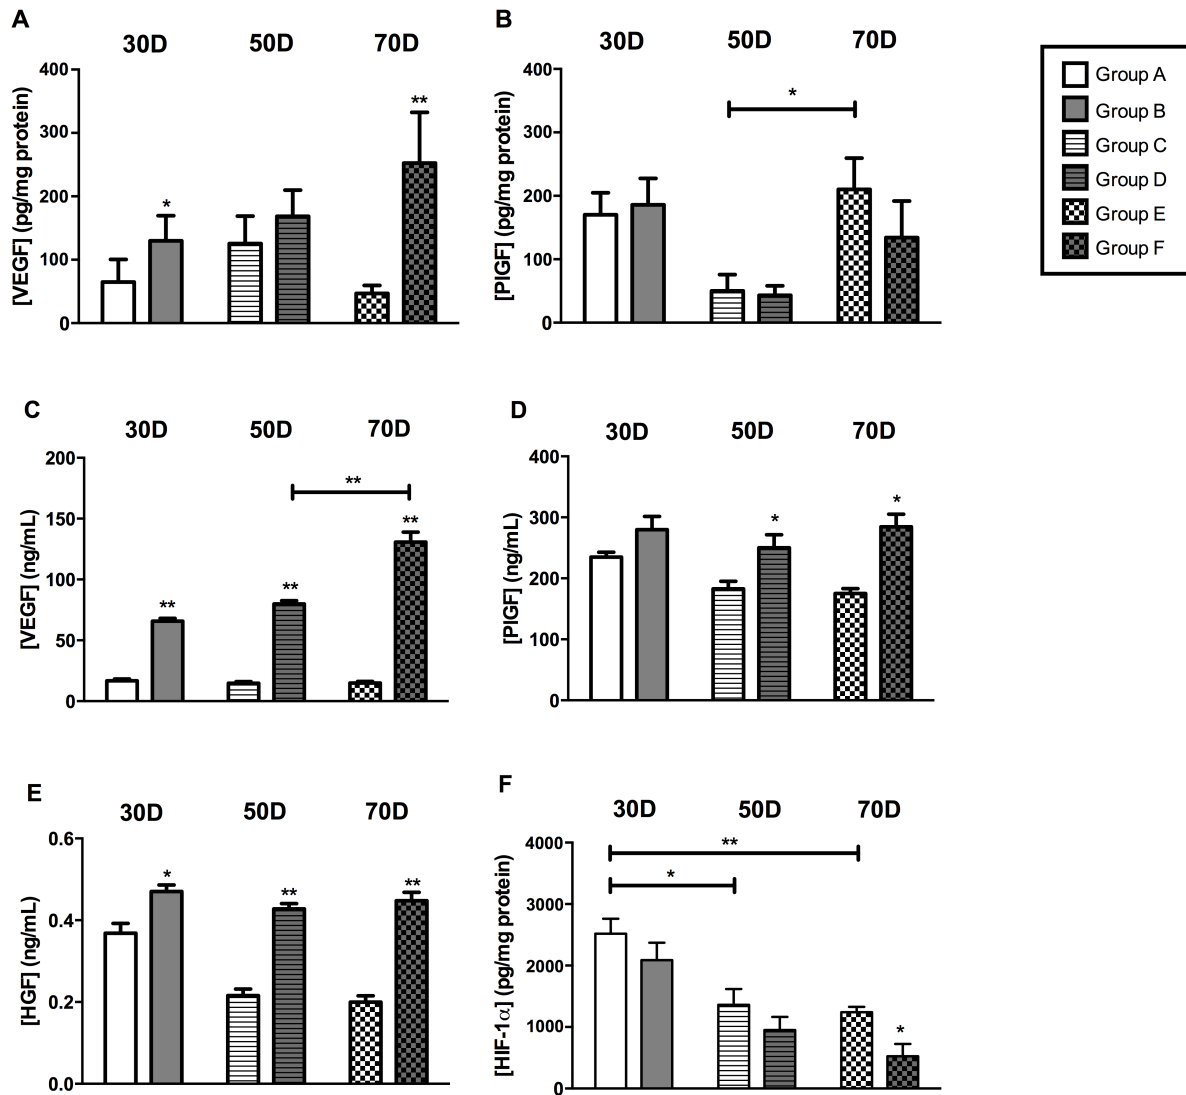 A
30D 50D 70D
[VEGF] (pg/mg protein)
400
300
200
100
0
*
**
B
30D 50D 70D
[PlGF] (pg/mg protein)
400
300
200
100
0
*
Group A
Group B
Group C
Group D
Group E
Group F
C
30D 50D 70D
[VEGF] (ng/mL)
200
150
100
50
0
**
**
**
**
D
30D 50D 70D
[PlGF] (ng/mL)
400
300
200
100
0
*
*
E
30D 50D 70D
[HGF] (ng/mL)
0.6
0.4
0.2
0.0
*
**
**
F
30D 50D 70D
[HIF-1α] (pg/mg protein)
4000
3000
2000
1000
0
**
*
*